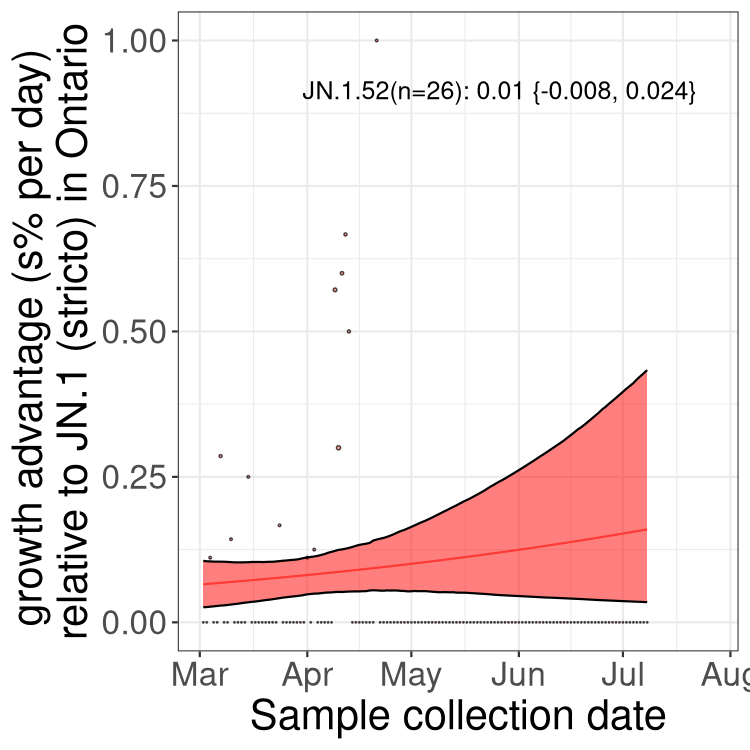 growth advantage (s% per day)
relative to JN.1 (stricto) in Ontario
1.00
0.75
0.50
0.25
0.00
JN.1.52(n=26): 0.01 {-0.008, 0.024}
Mar Apr May Jun Jul Aug
Sample collection date